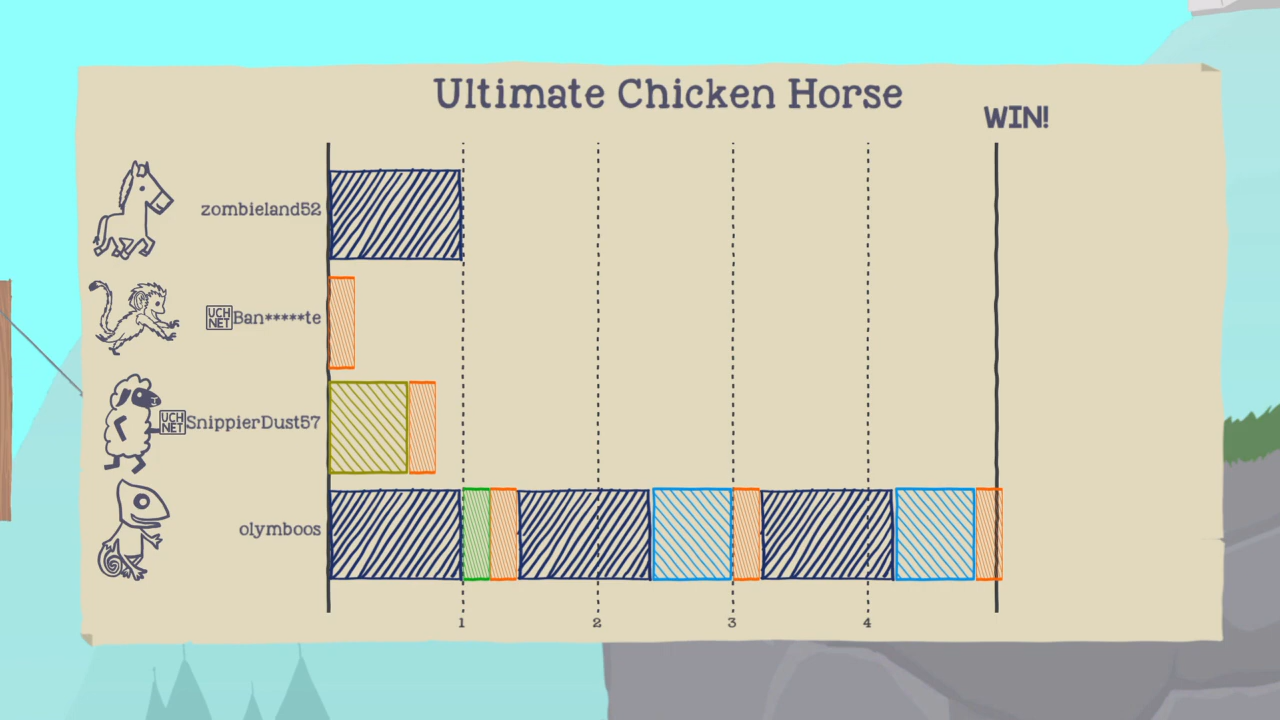 Ultimate Chicken Horse
WIN!
zombieland52
UCH NET Ban*****te
UCH NET SnippierDust57
olymboos
1 2 3 4